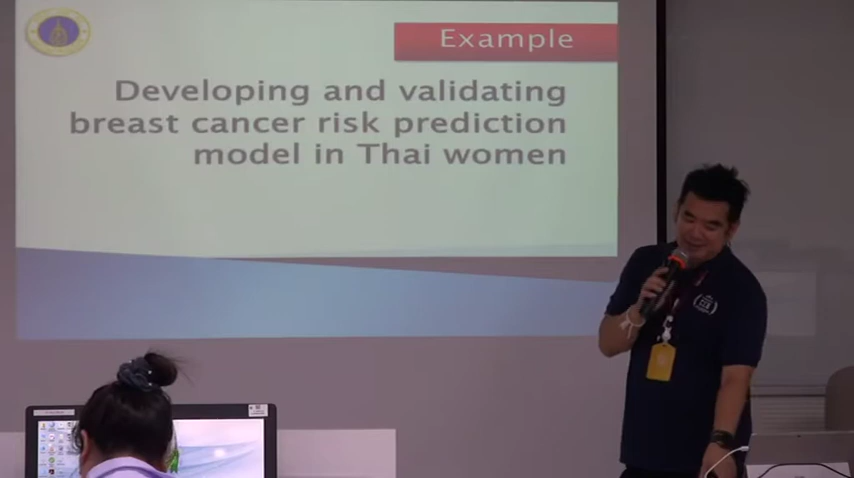 Example
Developing and validating
breast cancer risk prediction
model in Thai women